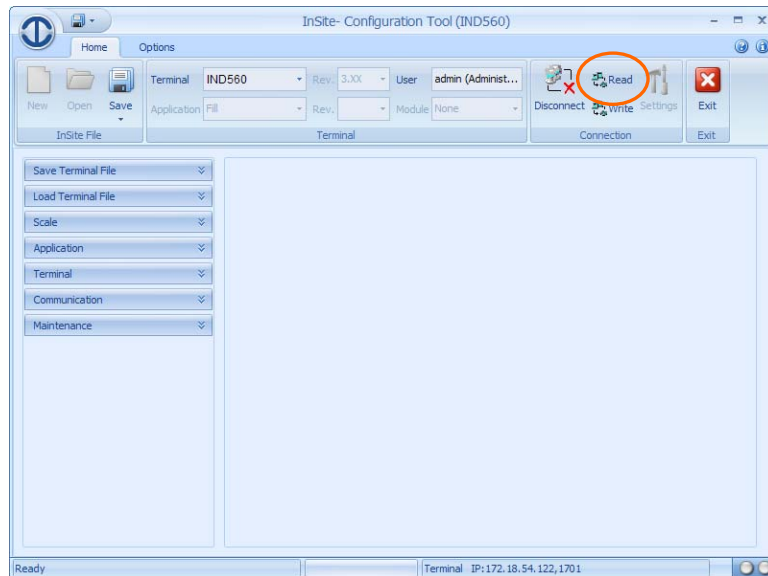 InSite- Configuration Tool (IND560)
Home Options
Terminal IND560 Rev. 3.XX User admin (Administ...
Read
New Open Save
Application Fill Rev. Module None
Disconnect Write Settings Exit
InSite File Terminal Connection Exit
Save Terminal File
Load Terminal File
Scale
Application
Terminal
Communication
Maintenance
Ready Terminal IP:172.18.54.122,1701